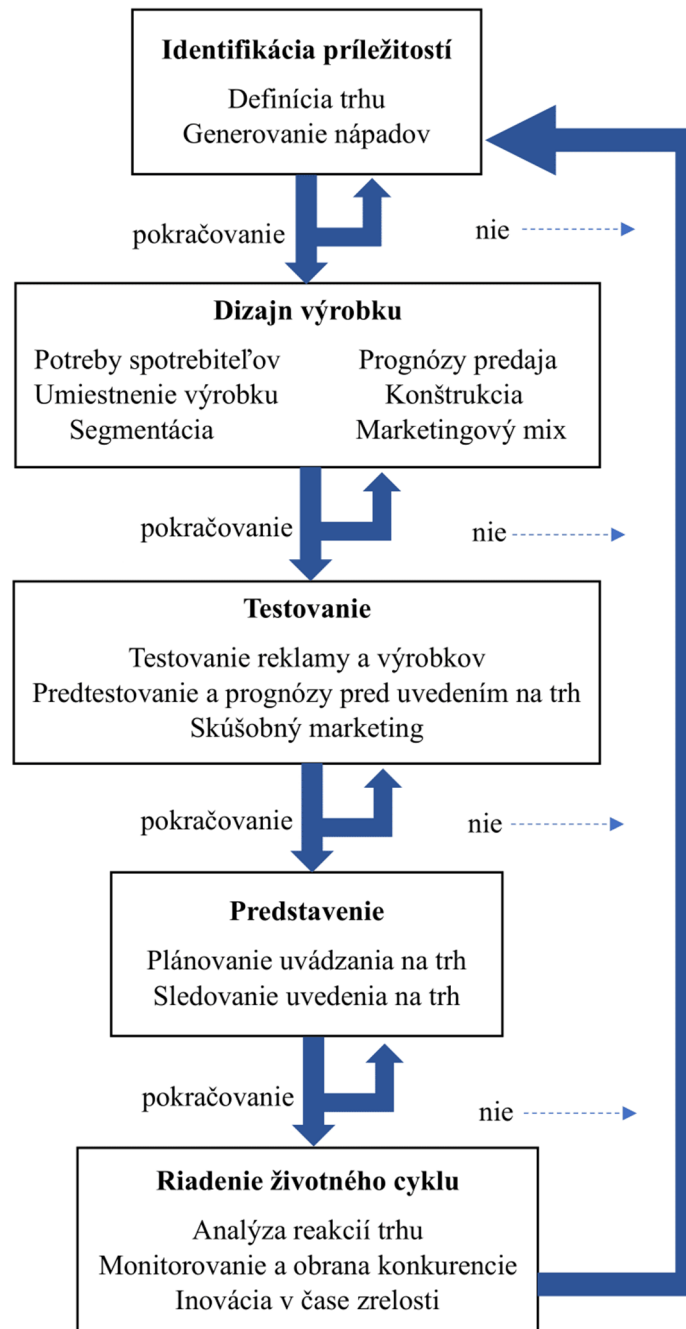 Identifikácia príležitostí
Definícia trhu
Generovanie nápadov
pokračovanie
nie
Dizajn výrobku
Potreby spotrebiteľov
Prognózy predaja
Umiestnenie výrobku
Konštrukcia
Segmentácia
Marketingový mix
pokračovanie
nie
Testovanie
Testovanie reklamy a výrobkov
Predtestovanie a prognózy pred uvedením na trh
Skúšobný marketing
pokračovanie
nie
Predstavenie
Plánovanie uvádzania na trh
Sledovanie uvedenia na trh
pokračovanie
nie
Riadenie životného cyklu
Analýza reakcií trhu
Monitorovanie a obrana konkurencie
Inovácia v čase zrelosti